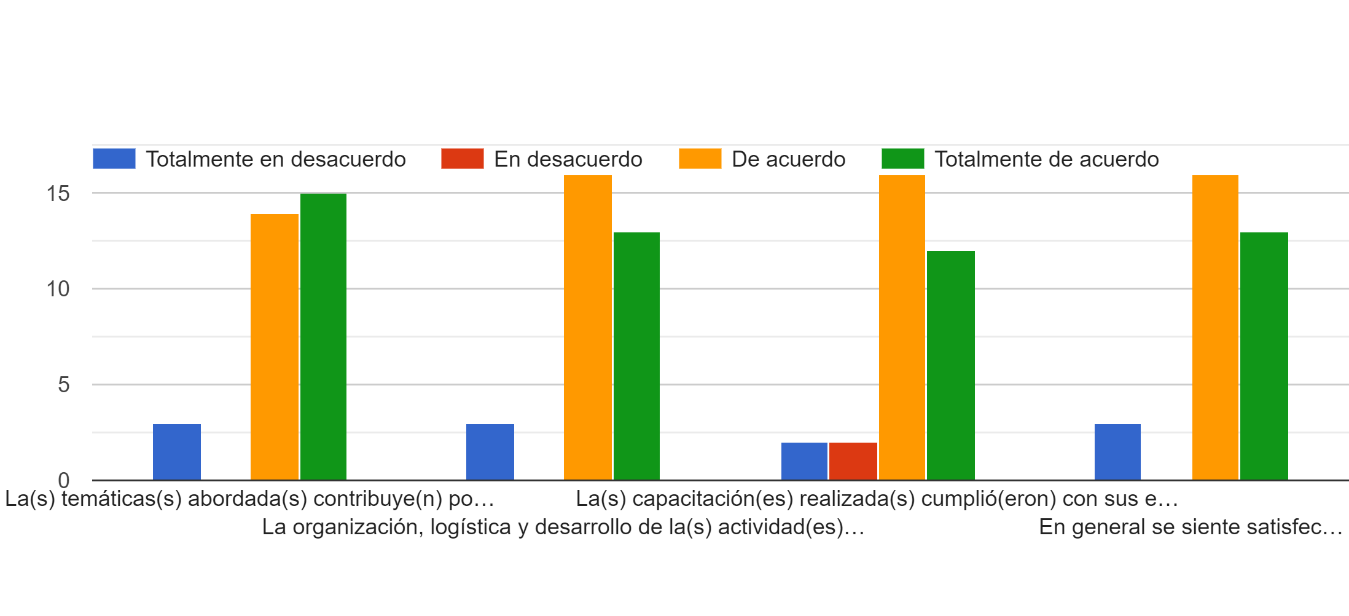 Totalmente en desacuerdo En desacuerdo De acuerdo Totalmente de acuerdo
15
10
5
0
La(s) temáticas(s) abordada(s) contribuye(n) po…
La(s) capacitación(es) realizada(s) cumplió(eron) con sus e…
La organización, logística y desarrollo de la(s) actividad(es)…
En general se siente satisfec…